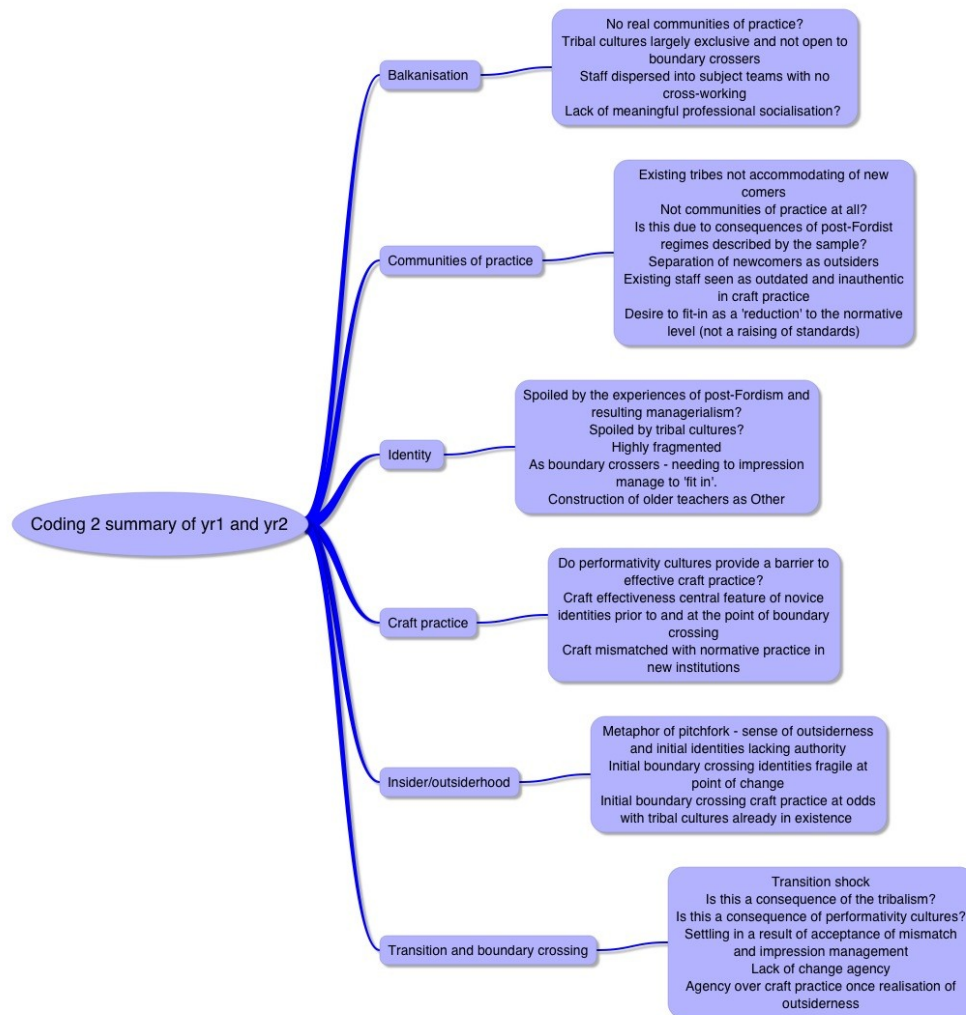 Coding 2 summary of yr1 and yr2
Balkanisation
No real communities of practice?
Tribal cultures largely exclusive and not open to
boundary crossers
Staff dispersed into subject teams with no
cross-working
Lack of meaningful professional socialisation?
Communities of practice
Existing tribes not accommodating of new
comers
Not communities of practice at all?
Is this due to consequences of post-Fordist
regimes described by the sample?
Separation of newcomers as outsiders
Existing staff seen as outdated and inauthentic
in craft practice
Desire to fit-in as a 'reduction' to the normative
level (not a raising of standards)
Identity
Spoiled by the experiences of post-Fordism and
resulting managerialism?
Spoiled by tribal cultures?
Highly fragmented
As boundary crossers - needing to impression
manage to 'fit in'.
Construction of older teachers as Other
Craft practice
Do performativity cultures provide a barrier to
effective craft practice?
Craft effectiveness central feature of novice
identities prior to and at the point of boundary
crossing
Craft mismatched with normative practice in
new institutions
Insider/outsiderhood
Metaphor of pitchfork - sense of outsiderness
and initial identities lacking authority
Initial boundary crossing identities fragile at
point of change
Initial boundary crossing craft practice at odds
with tribal cultures already in existence
Transition and boundary crossing
Transition shock
Is this a consequence of the tribalism?
Is this a consequence of performativity cultures?
Settling in a result of acceptance of mismatch
and impression management
Lack of change agency
Agency over craft practice once realisation of
outsiderness